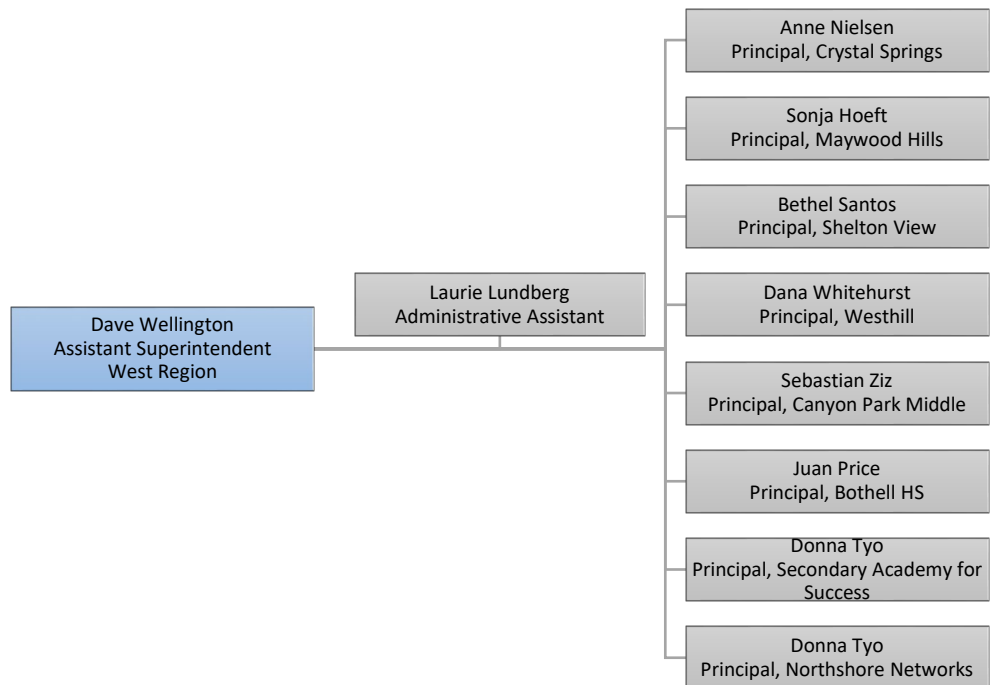 Anne Nielsen
Principal, Crystal Springs
Sonja Hoeft
Principal, Maywood Hills
Bethel Santos
Principal, Shelton View
Laurie Lundberg
Administrative Assistant
Dana Whitehurst
Principal, Westhill
Dave Wellington
Assistant Superintendent
West Region
Sebastian Ziz
Principal, Canyon Park Middle
Juan Price
Principal, Bothell HS
Donna Tyo
Principal, Secondary Academy for
Success
Donna Tyo
Principal, Northshore Networks